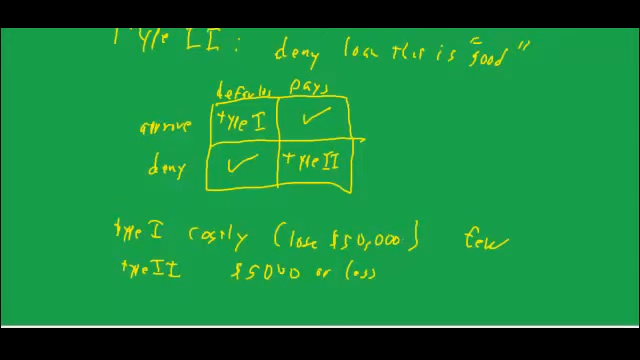 Type II: deny loan this is "good"
defaults pays
approve type I ✓
deny ✓ type II
type I costly (lose $50,000) few
type II $5000 or less